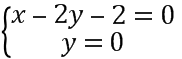 x – 2y – 2 = 0
y = 0